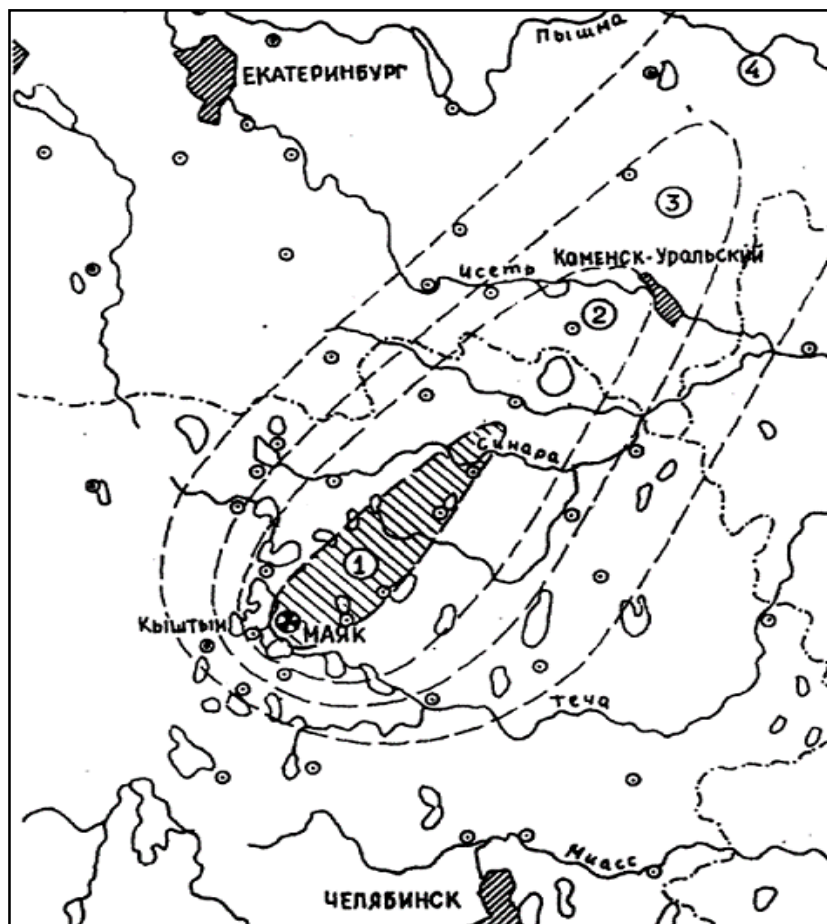 Пышма
ЕКАТЕРИНБУРГ
4
3
Каменск-Уральский
исеть
2
синара
1
Кыштым
МАЯК
теча
Миасс
ЧЕЛЯБИНСК